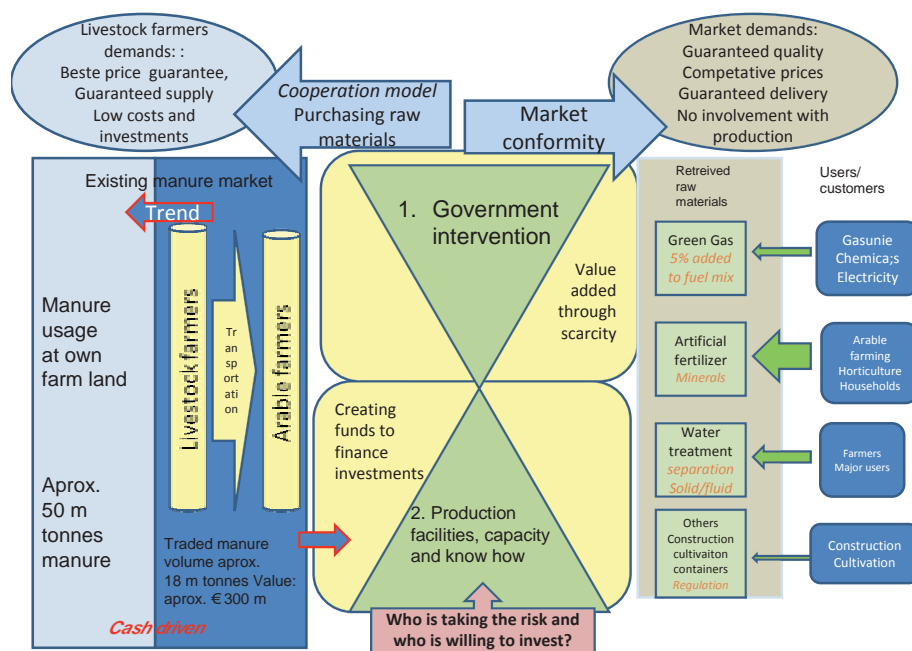 Livestock farmers
demands: :
Beste price guarantee,
Guaranteed supply
Low costs and
investments
Cooperation model
Purchasing raw
materials
Market
conformity
Market demands:
Guaranteed quality
Competative prices
Guaranteed delivery
No involvement with
production
Existing manure market
Trend
Manure
usage
at own
farm land
Aprox.
50 m
tonnes
manure
Livestock farmers
Tr
an
sp
ort
ati
on
Arable farmers
Traded manure
volume aprox.
18 m tonnes Value:
aprox. € 300 m
Cash driven
1. Government
intervention
Value
added
through
scarcity
Creating
funds to
finance
investments
2. Production
facilities, capacity
and know how
Who is taking the risk and
who is willing to invest?
Retreived
raw
materials
Users/
customers
Green Gas
5% added
to fuel mix
Gasunie
Chemica;s
Electricity
Artificial
fertilizer
Minerals
Arable
farming
Horticulture
Households
Water
treatment
separation
Solid/fluid
Farmers
Major users
Others
Construction
cultivaiton
containers
Regulation
Construction
Cultivation